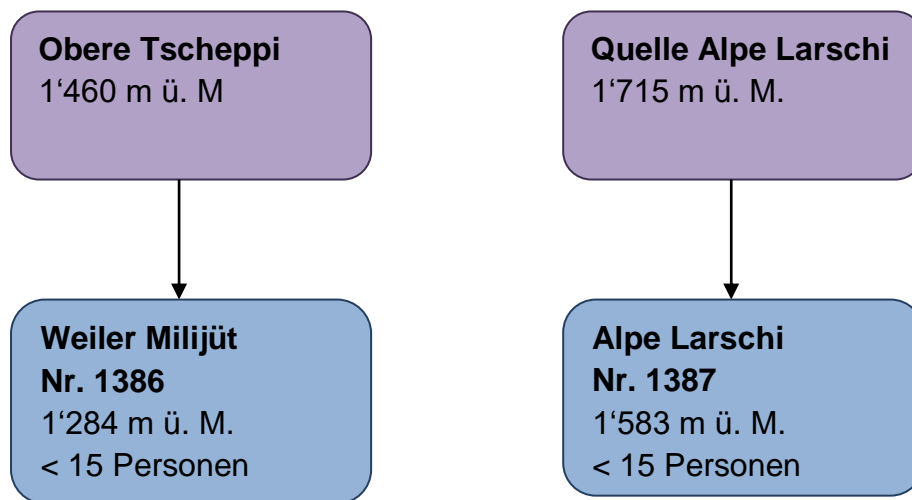 Obere Tscheppi
1‘460 m ü. M
Quelle Alpe Larschi
1‘715 m ü. M.
Weiler Milijüt
Nr. 1386
1‘284 m ü. M.
< 15 Personen
Alpe Larschi
Nr. 1387
1‘583 m ü. M.
< 15 Personen